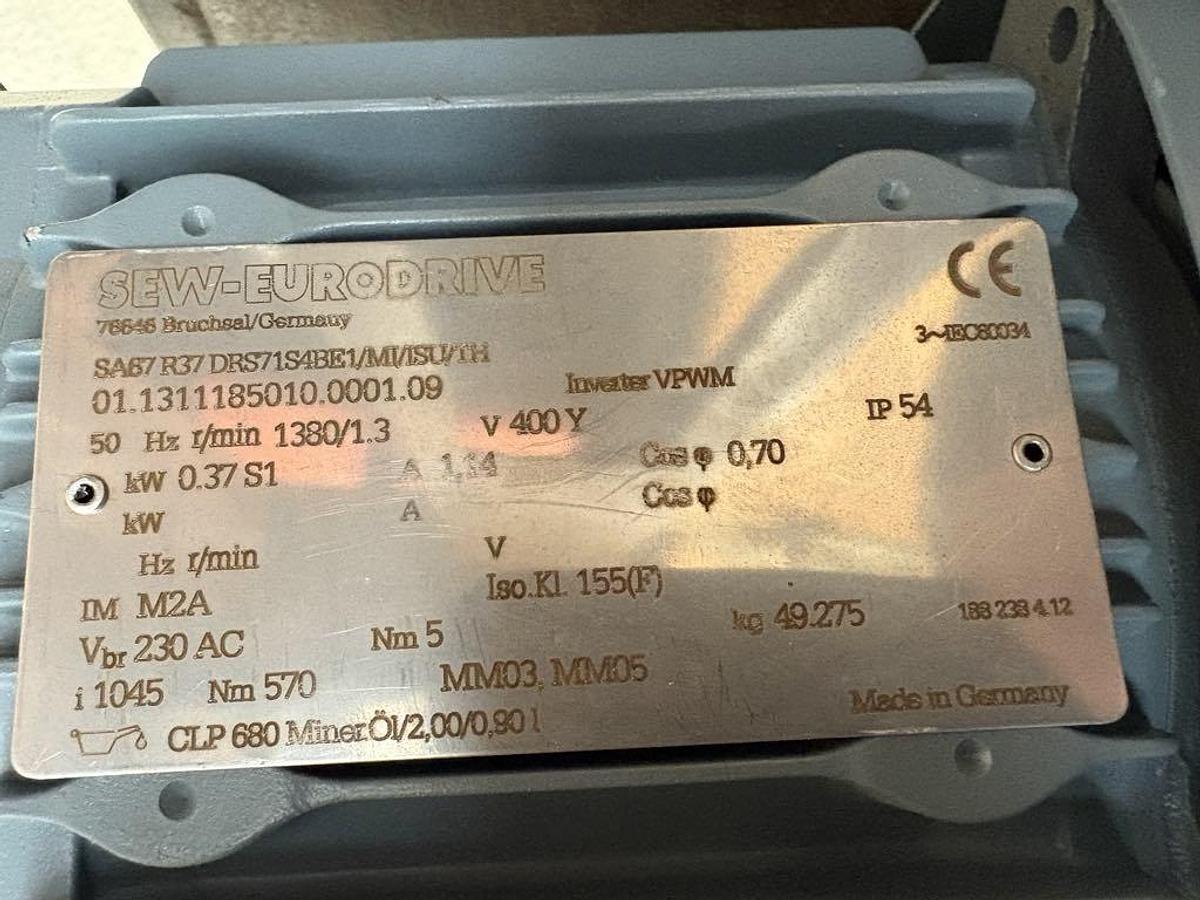 SEW-EURODRIVE
CE
76646 Bruchsal/Germany
3~IEC60034
SA67 R37 DRS71S4BE1/MM/ISU/TH
01.1311185010.0001.09
Inverter VPWM
50 Hz r/min 1380/1.3 V 400 Y IP 54
kW 0.37 S1 A 1.14 Cos φ 0,70
kW A Cos φ
Hz r/min V
IM M2A Iso.Kl. 155(F)
Vbr 230 AC Nm 5 kg 49.275 188 238 4.12
i 1045 Nm 570 MM03, MM05 Made in Germany
CLP 680 Miner.Öl/2,00/0,90 l